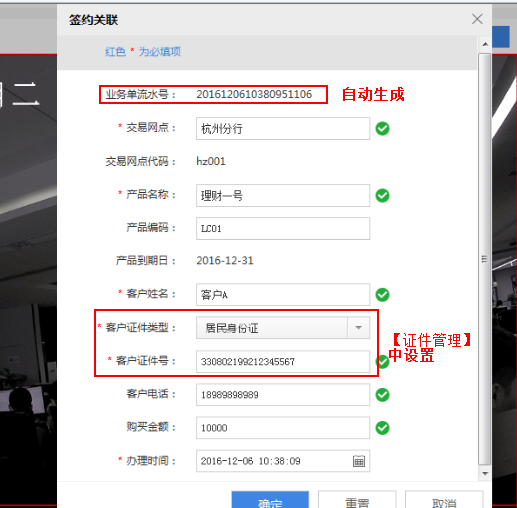 签约关联
红色 * 为必填项
业务单流水号： 2016120610380951106 自动生成
* 交易网点： 杭州分行
交易网点代码： hz001
* 产品名称： 理财一号
产品编码： LC01
产品到期日： 2016-12-31
* 客户姓名： 客户A
* 客户证件类型： 居民身份证 【证件管理】
中设置
* 客户证件号： 330802199212345567
客户电话： 18989898989
购买金额： 10000
* 办理时间： 2016-12-06 10:38:09
确定 重置 取消